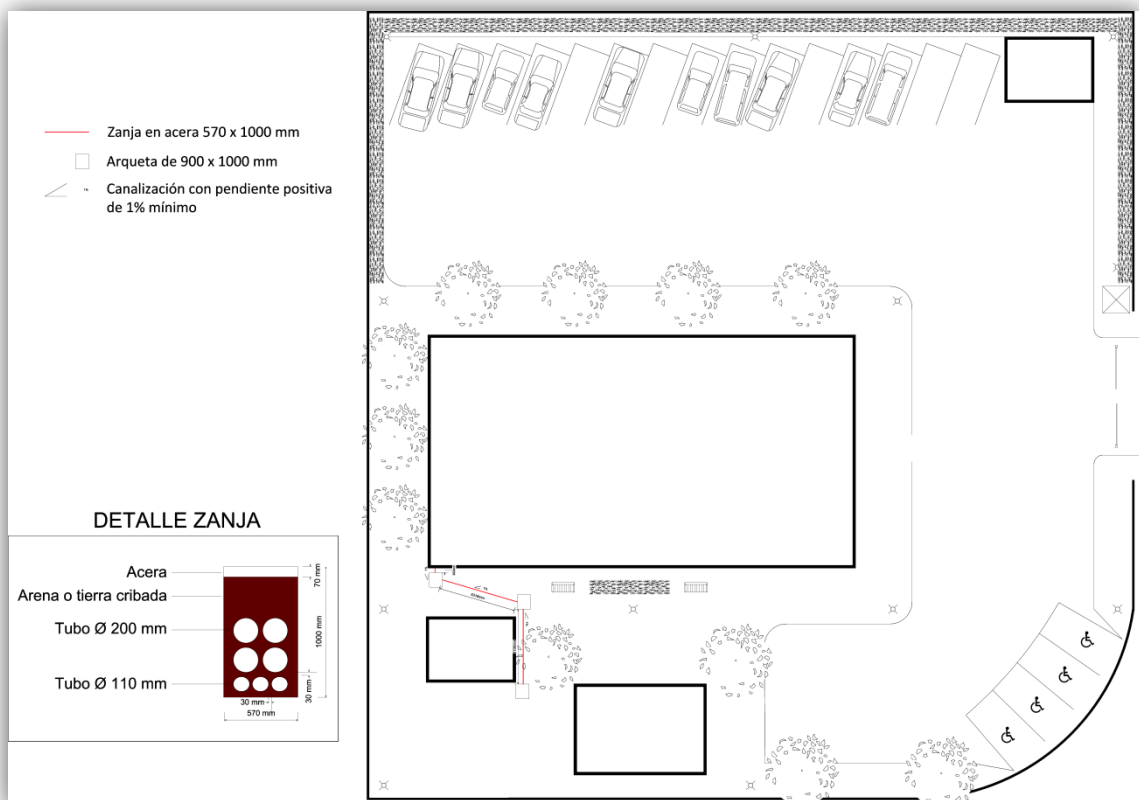 Zanja en acera 570 x 1000 mm
Arqueta de 900 x 1000 mm
1%
Canalización con pendiente positiva
de 1% mínimo
DETALLE ZANJA
Acera
Arena o tierra cribada
Tubo Ø 200 mm
Tubo Ø 110 mm
70 mm
1000 mm
30 mm
30 mm
570 mm